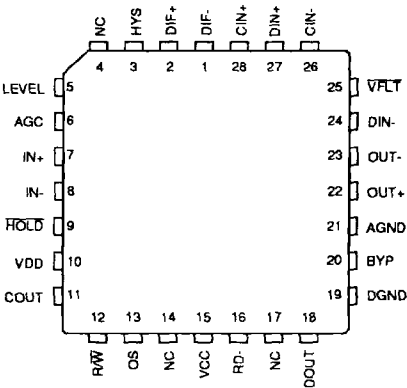 NC HYS DIF+ DIF- CIN+ DIN+ CIN-
4 3 2 1 28 27 26
LEVEL 5 25 V̅F̅L̅T̅
AGC 6 24 DIN-
IN+ 7 23 OUT-
IN- 8 22 OUT+
H̅O̅L̅D̅ 9 21 AGND
VDD 10 20 BYP
COUT 11 19 DGND
12 13 14 15 16 17 18
R/W̅ OS NC VCC RD- NC DOUT